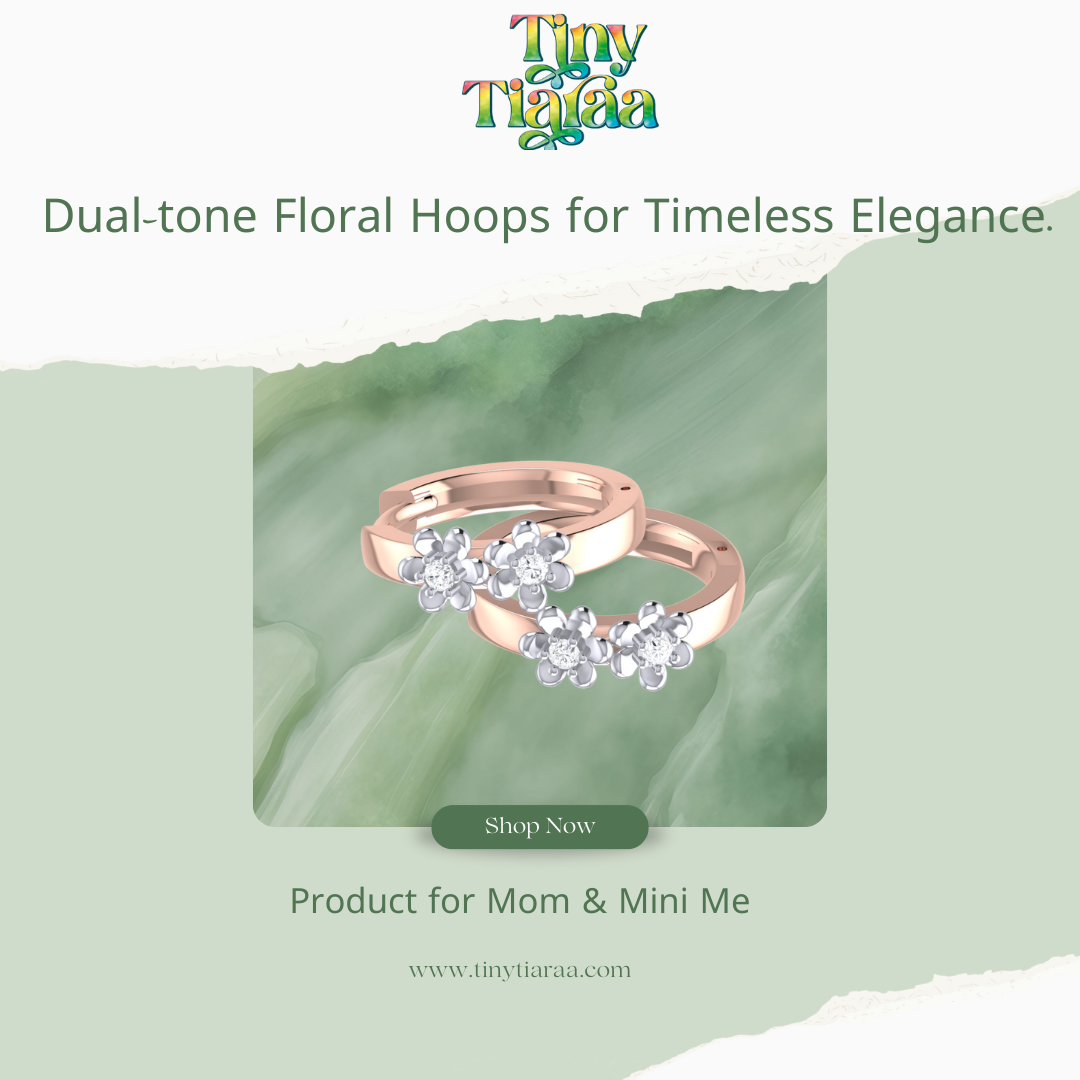 Tiny
Tiaraa
Dual-tone Floral Hoops for Timeless Elegance.
Shop Now
Product for Mom & Mini Me
www.tinytiaraa.com